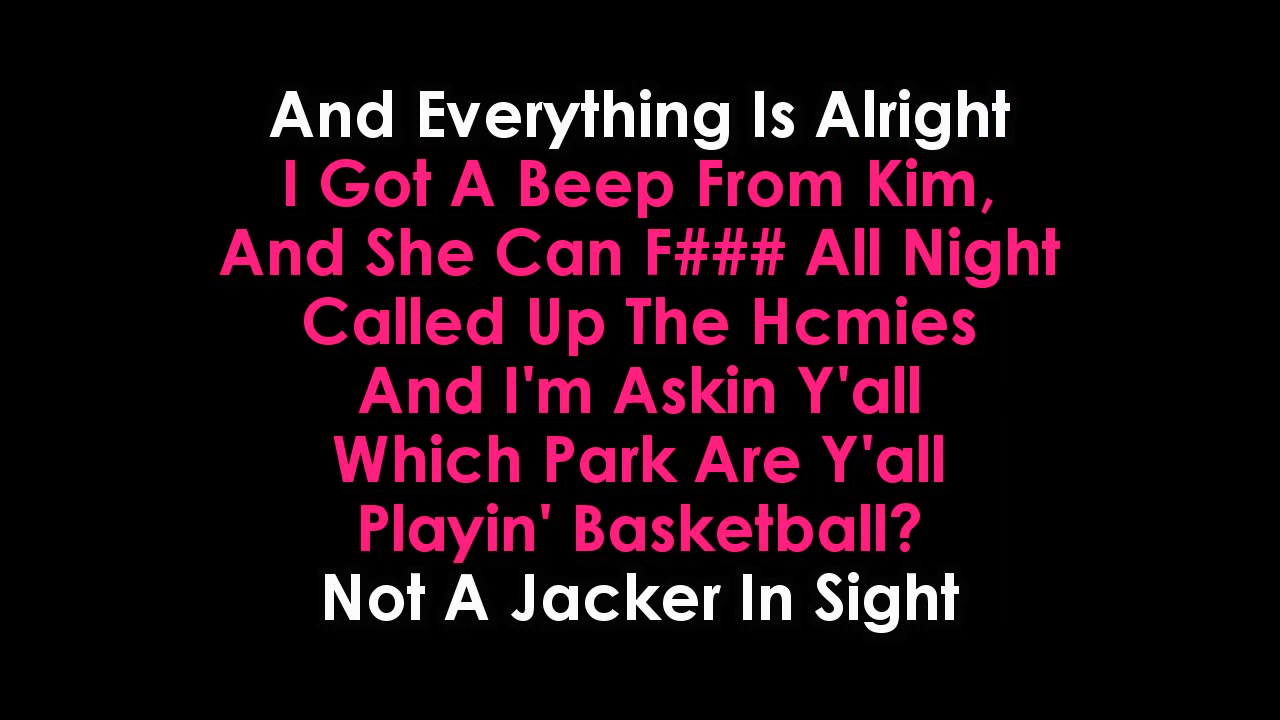 And Everything Is Alright
I Got A Beep From Kim,
And She Can F### All Night
Called Up The Hcmies
And I'm Askin Y'all
Which Park Are Y'all
Playin' Basketball?
Not A Jacker In Sight